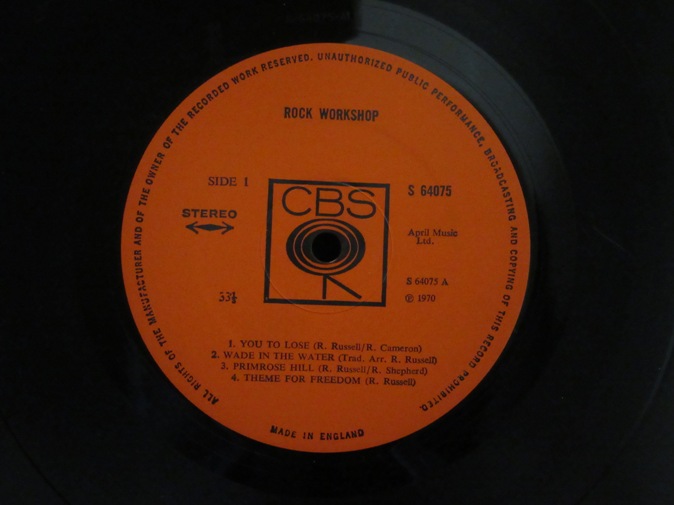 ALL RIGHTS OF THE MANUFACTURER AND OF THE OWNER OF THE RECORDED WORK RESERVED. UNAUTHORIZED PUBLIC PERFORMANCE, BROADCASTING AND COPYING OF THIS RECORD PROHIBITED.
ROCK WORKSHOP
SIDE 1
S 64075
STEREO
CBS
April Music
Ltd.
S 64075 A
33⅓
℗ 1970
1. YOU TO LOSE (R. Russell/R. Cameron)
2. WADE IN THE WATER (Trad. Arr. R. Russell)
3. PRIMROSE HILL (R. Russell/R. Shepherd)
4. THEME FOR FREEDOM (R. Russell)
MADE IN ENGLAND